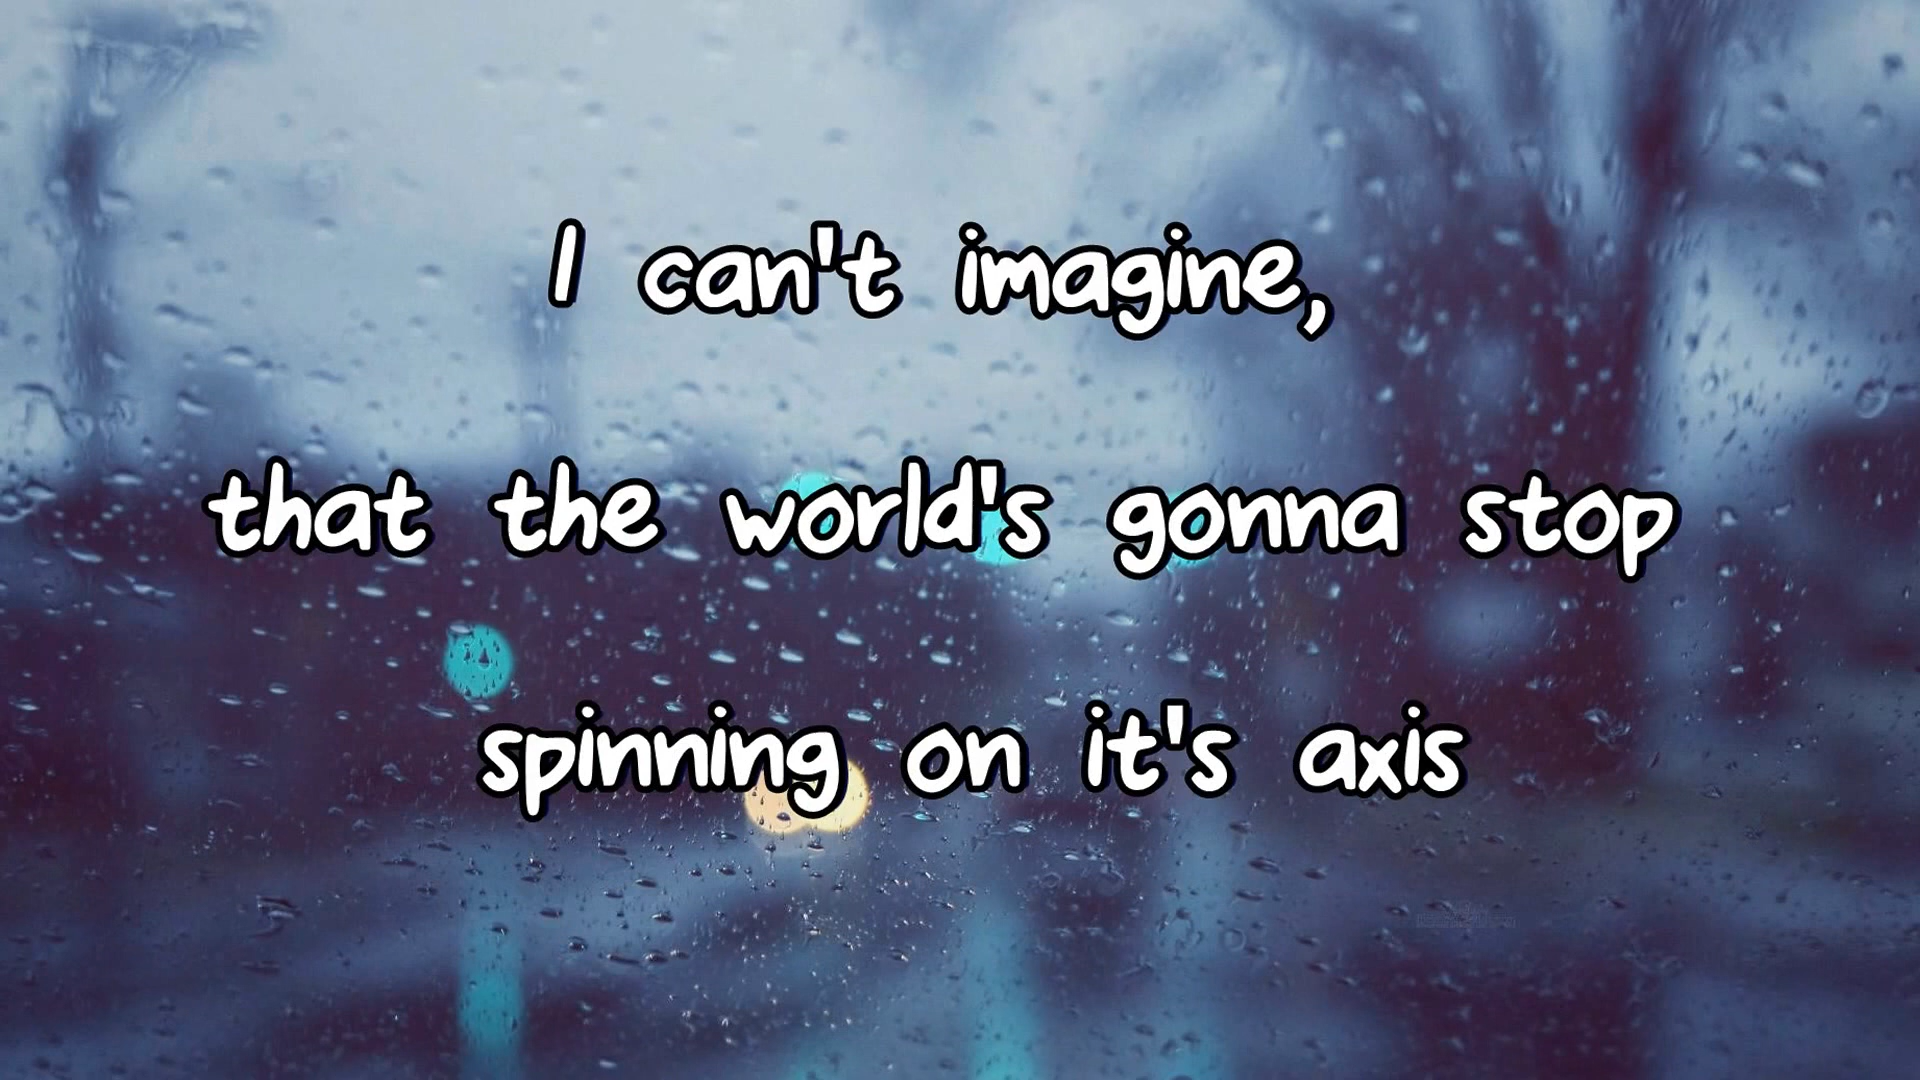 I can't imagine,
that the world's gonna stop
spinning on it's axis